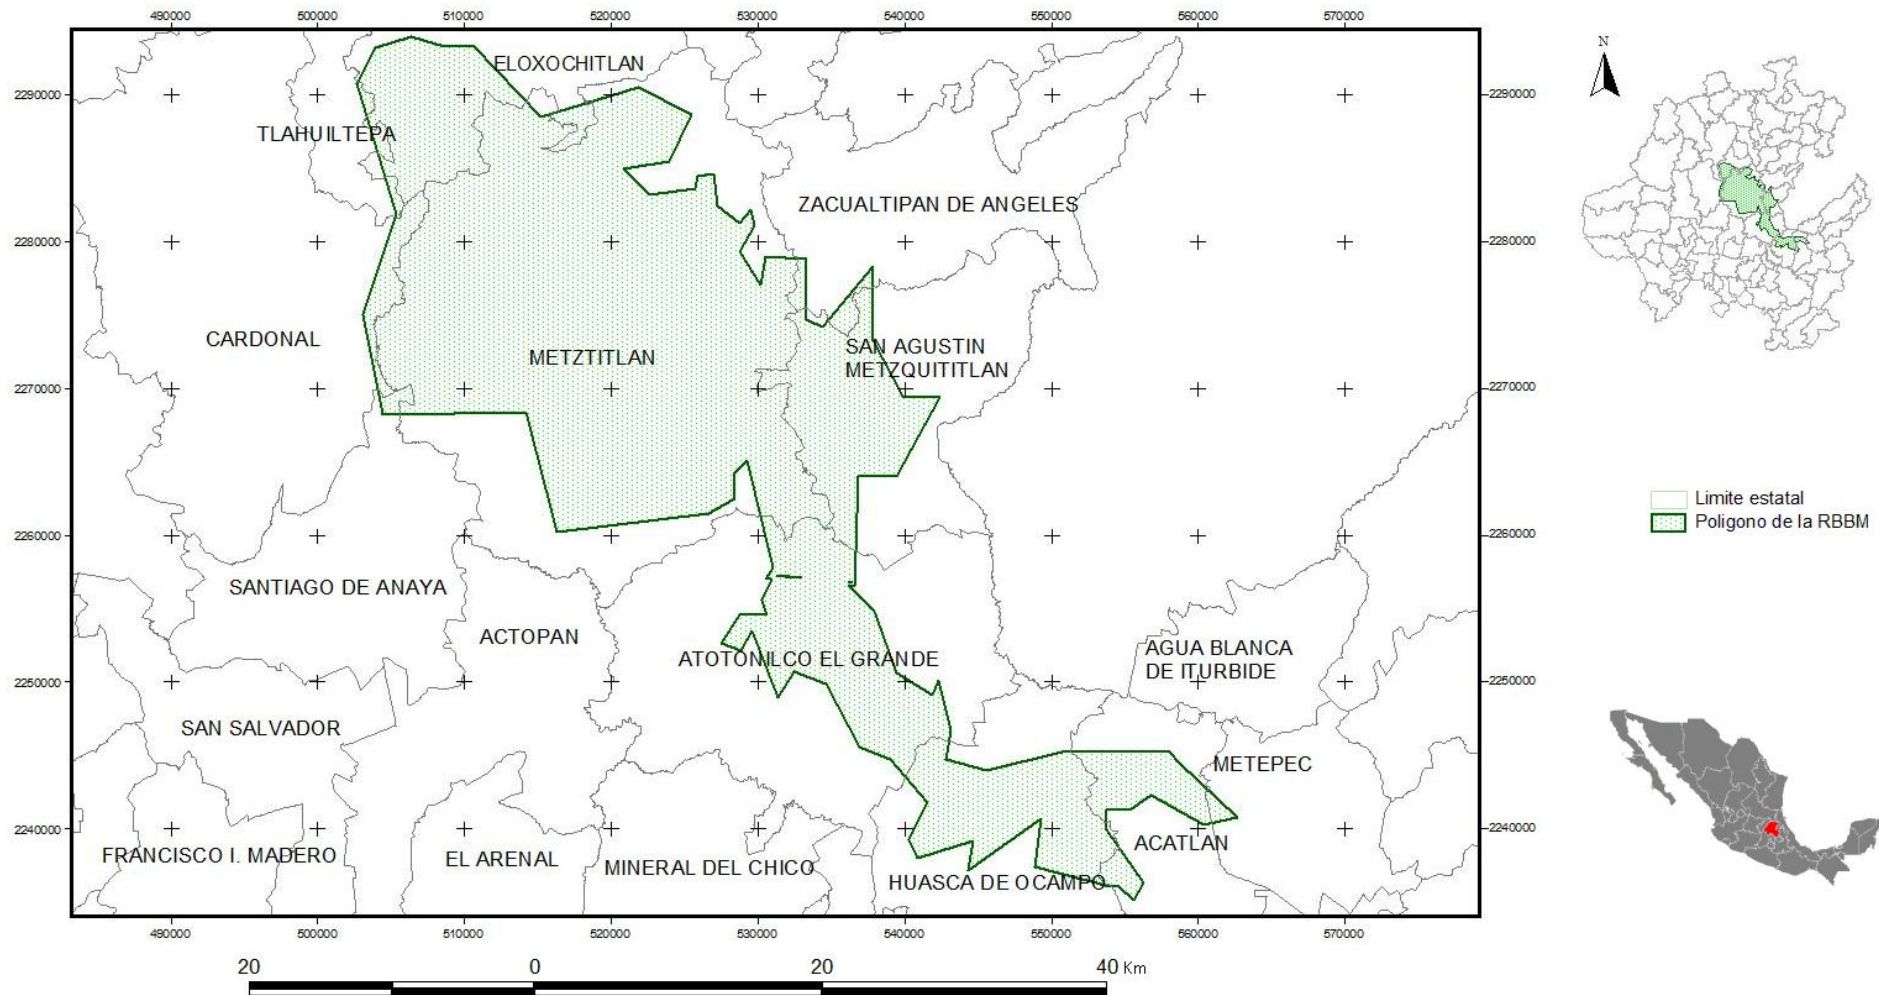 490000 500000 510000 520000 530000 540000 550000 560000 570000
N
ELOXOCHITLAN
2290000 2290000
TLAHUILTEPA
ZACUALTIPAN DE ANGELES
2280000 2280000
CARDONAL
METZTITLAN
SAN AGUSTIN
METZQUITITLAN
2270000 2270000
Limite estatal
Poligono de la RBBM
2260000 2260000
SANTIAGO DE ANAYA
ACTOPAN
ATOTONILCO EL GRANDE
AGUA BLANCA
DE ITURBIDE
2250000 2250000
SAN SALVADOR
METEPEC
2240000 2240000
FRANCISCO I. MADERO
EL ARENAL
MINERAL DEL CHICO
ACATLAN
HUASCA DE OCAMPO
490000 500000 510000 520000 530000 540000 550000 560000 570000
20 0 20 40 Km